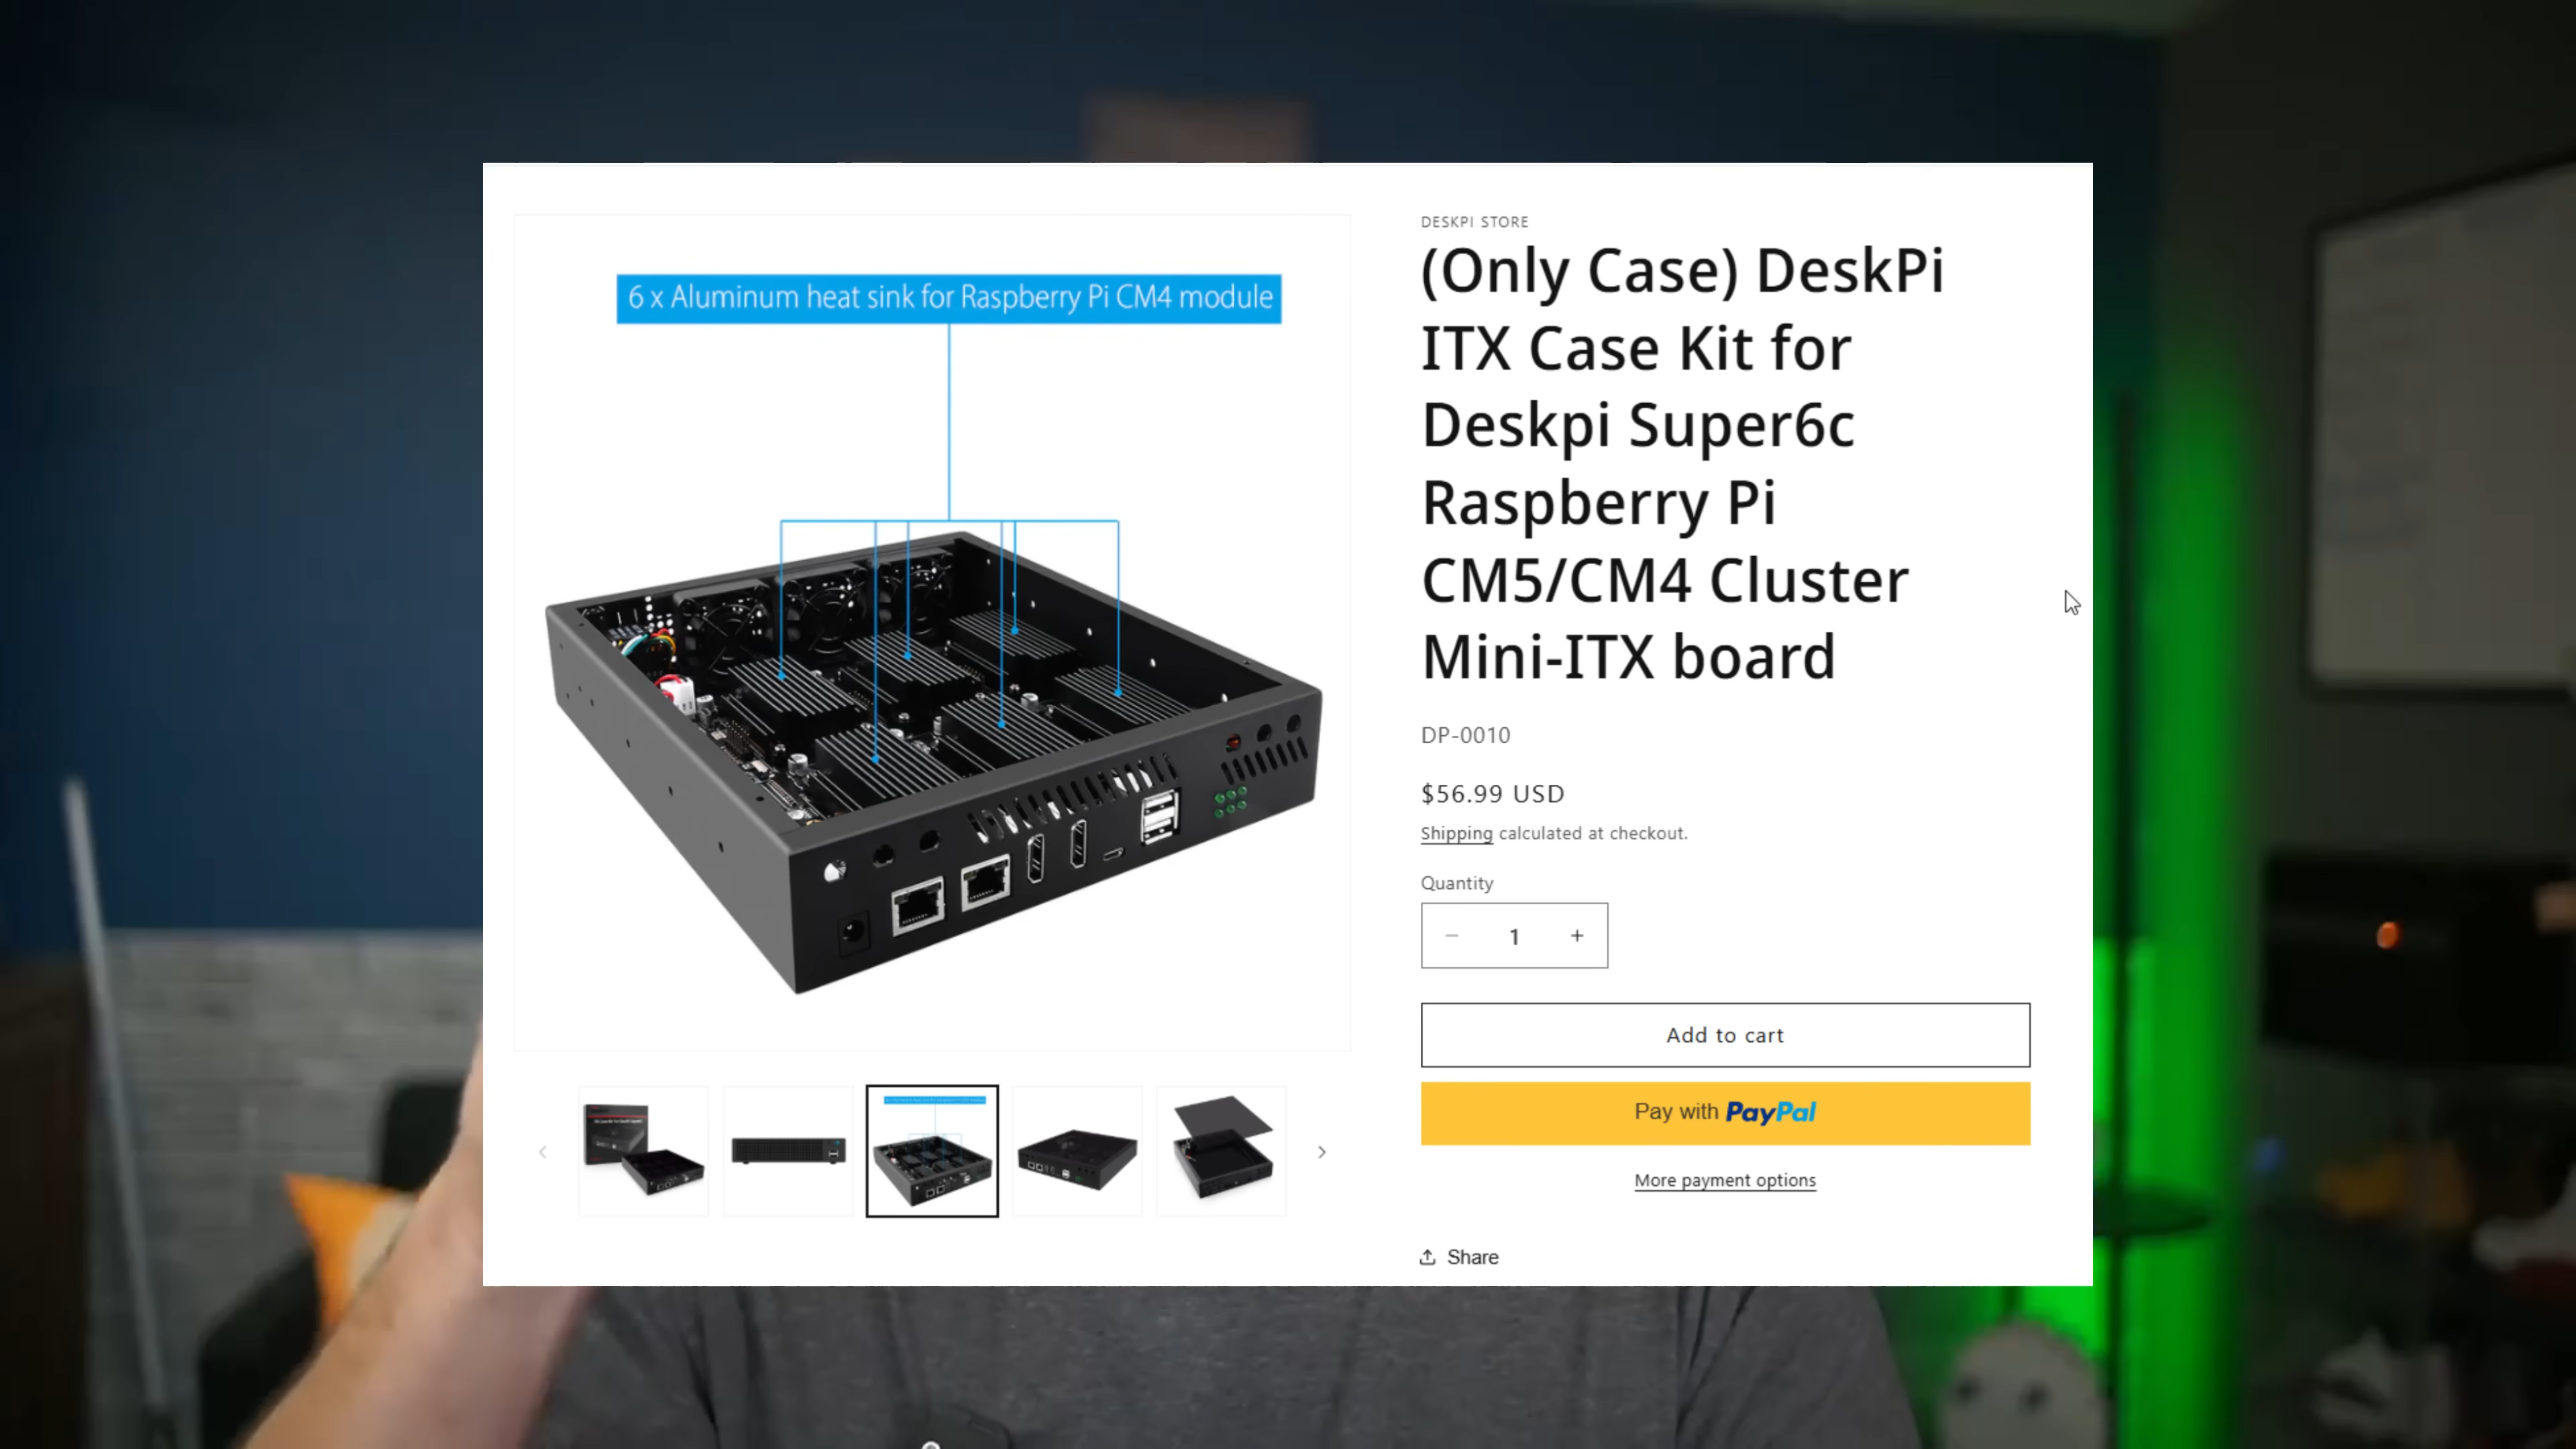 6 x Aluminum heat sink for Raspberry Pi CM4 module
DESKPI STORE
(Only Case) DeskPi
ITX Case Kit for
Deskpi Super6c
Raspberry Pi
CM5/CM4 Cluster
Mini-ITX board
DP-0010
$56.99 USD
Shipping calculated at checkout.
Quantity
− 1 +
Add to cart
Pay with PayPal
More payment options
Share